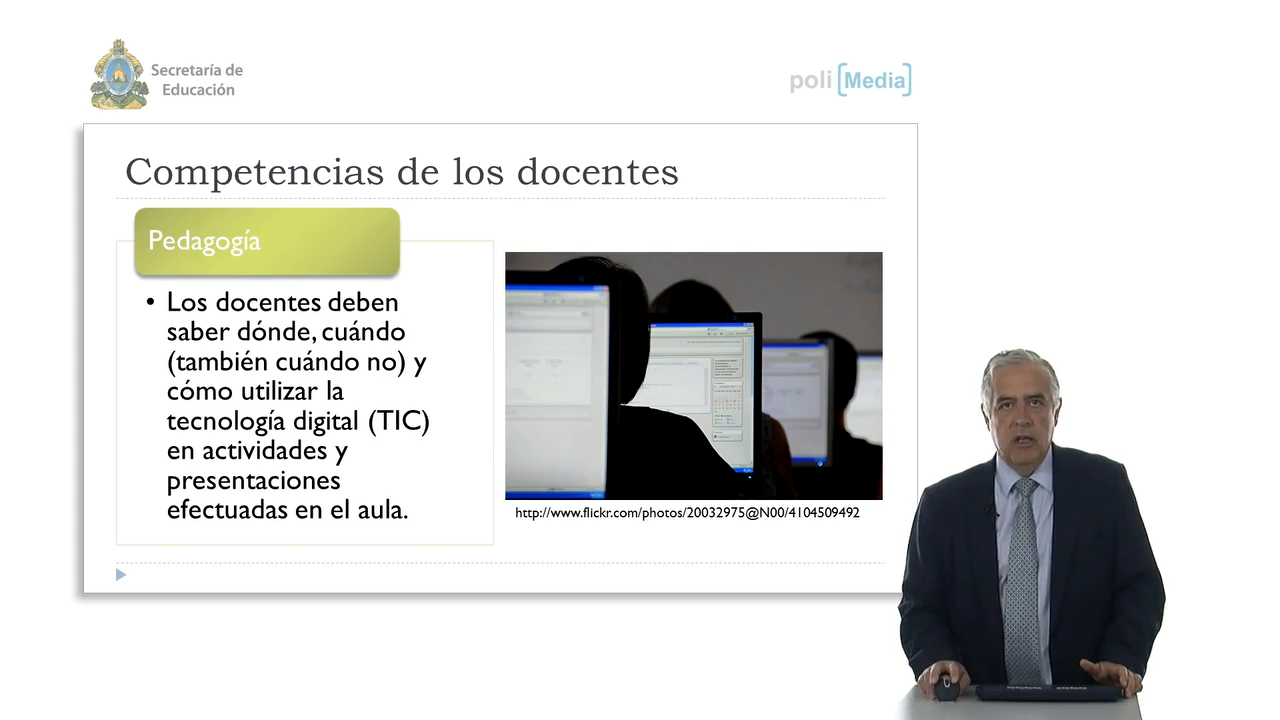 Secretaría de
Educación
poli [Media]
Competencias de los docentes
Pedagogía
• Los docentes deben
saber dónde, cuándo
(también cuándo no) y
cómo utilizar la
tecnología digital (TIC)
en actividades y
presentaciones
efectuadas en el aula.
http://www.flickr.com/photos/20032975@N00/4104509492